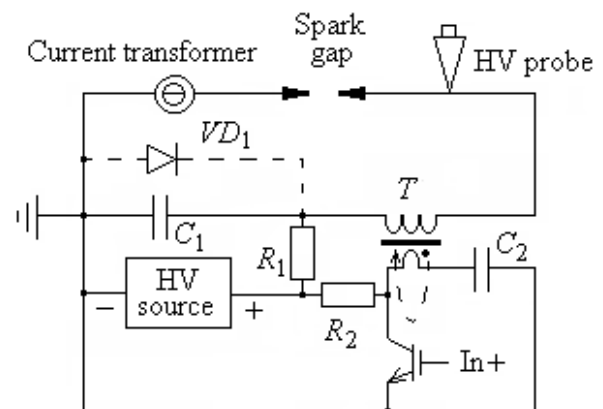 Spark
gap
Current transformer
HV probe
VD1
T
C1
C2
R1
HV
source
− +
R2
In+